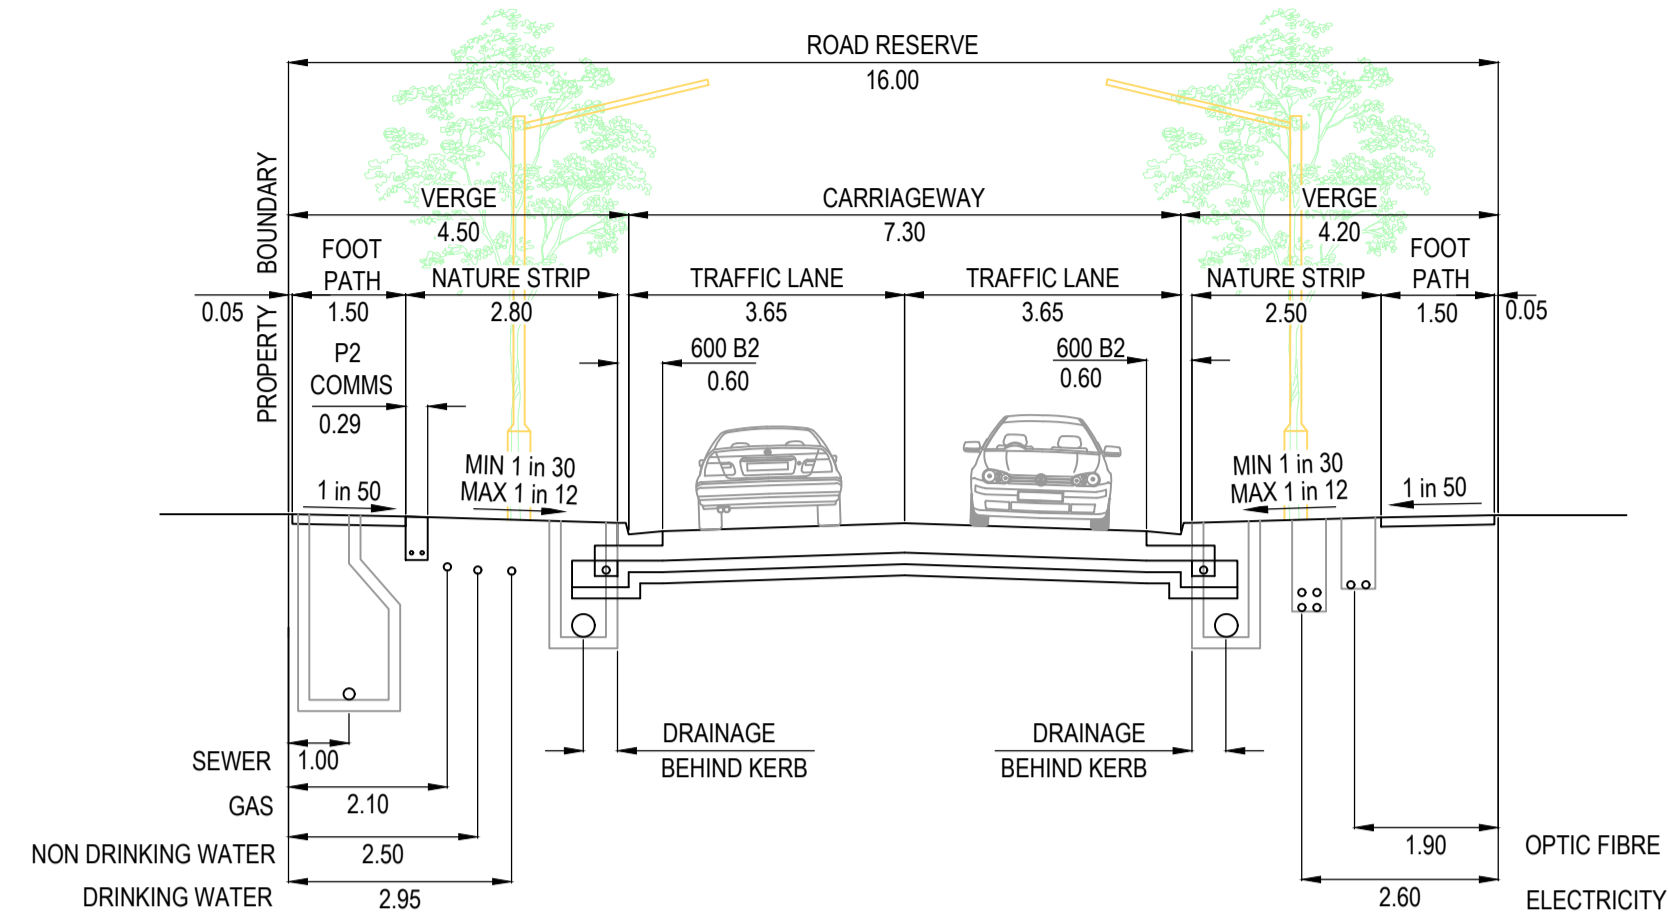 ROAD RESERVE
16.00
PROPERTY BOUNDARY
VERGE
4.50
CARRIAGEWAY
7.30
VERGE
4.20
0.05
FOOT
PATH
1.50
NATURE STRIP
2.80
TRAFFIC LANE
3.65
TRAFFIC LANE
3.65
NATURE STRIP
2.50
FOOT
PATH
1.50
0.05
P2
COMMS
0.29
600 B2
0.60
600 B2
0.60
1 in 50
MIN 1 in 30
MAX 1 in 12
MIN 1 in 30
MAX 1 in 12
1 in 50
SEWER
1.00
GAS
2.10
NON DRINKING WATER
2.50
DRINKING WATER
2.95
DRAINAGE
BEHIND KERB
DRAINAGE
BEHIND KERB
1.90
OPTIC FIBRE
2.60
ELECTRICITY